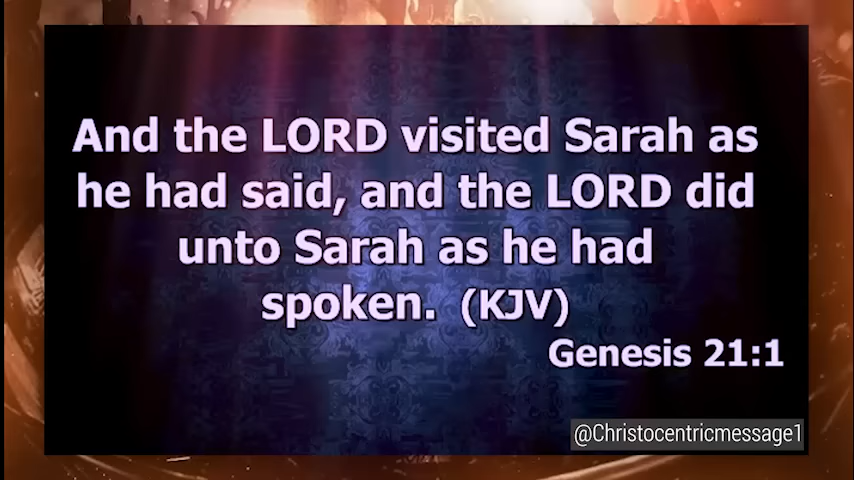 And the LORD visited Sarah as
he had said, and the LORD did
unto Sarah as he had
spoken. (KJV)
Genesis 21:1
@Christocentricmessage1